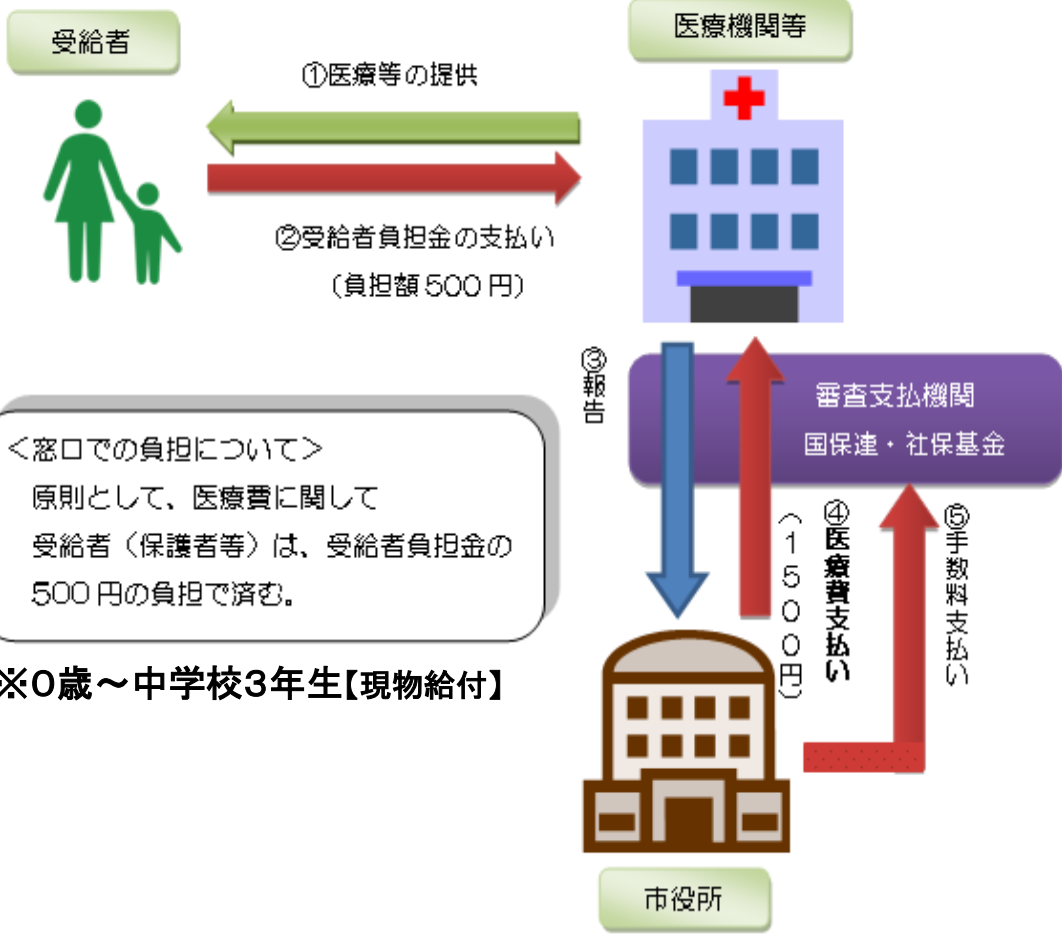 受給者
医療機関等
①医療等の提供
②受給者負担金の支払い
(負担額500円)
③報告
審査支払機関
国保連・社保基金
<窓口での負担について>
原則として、医療費に関して
受給者(保護者等)は、受給者負担金の
500円の負担で済む。
④医療費支払い
(1500円)
⑤手数料支払い
※0歳~中学校3年生【現物給付】
市役所